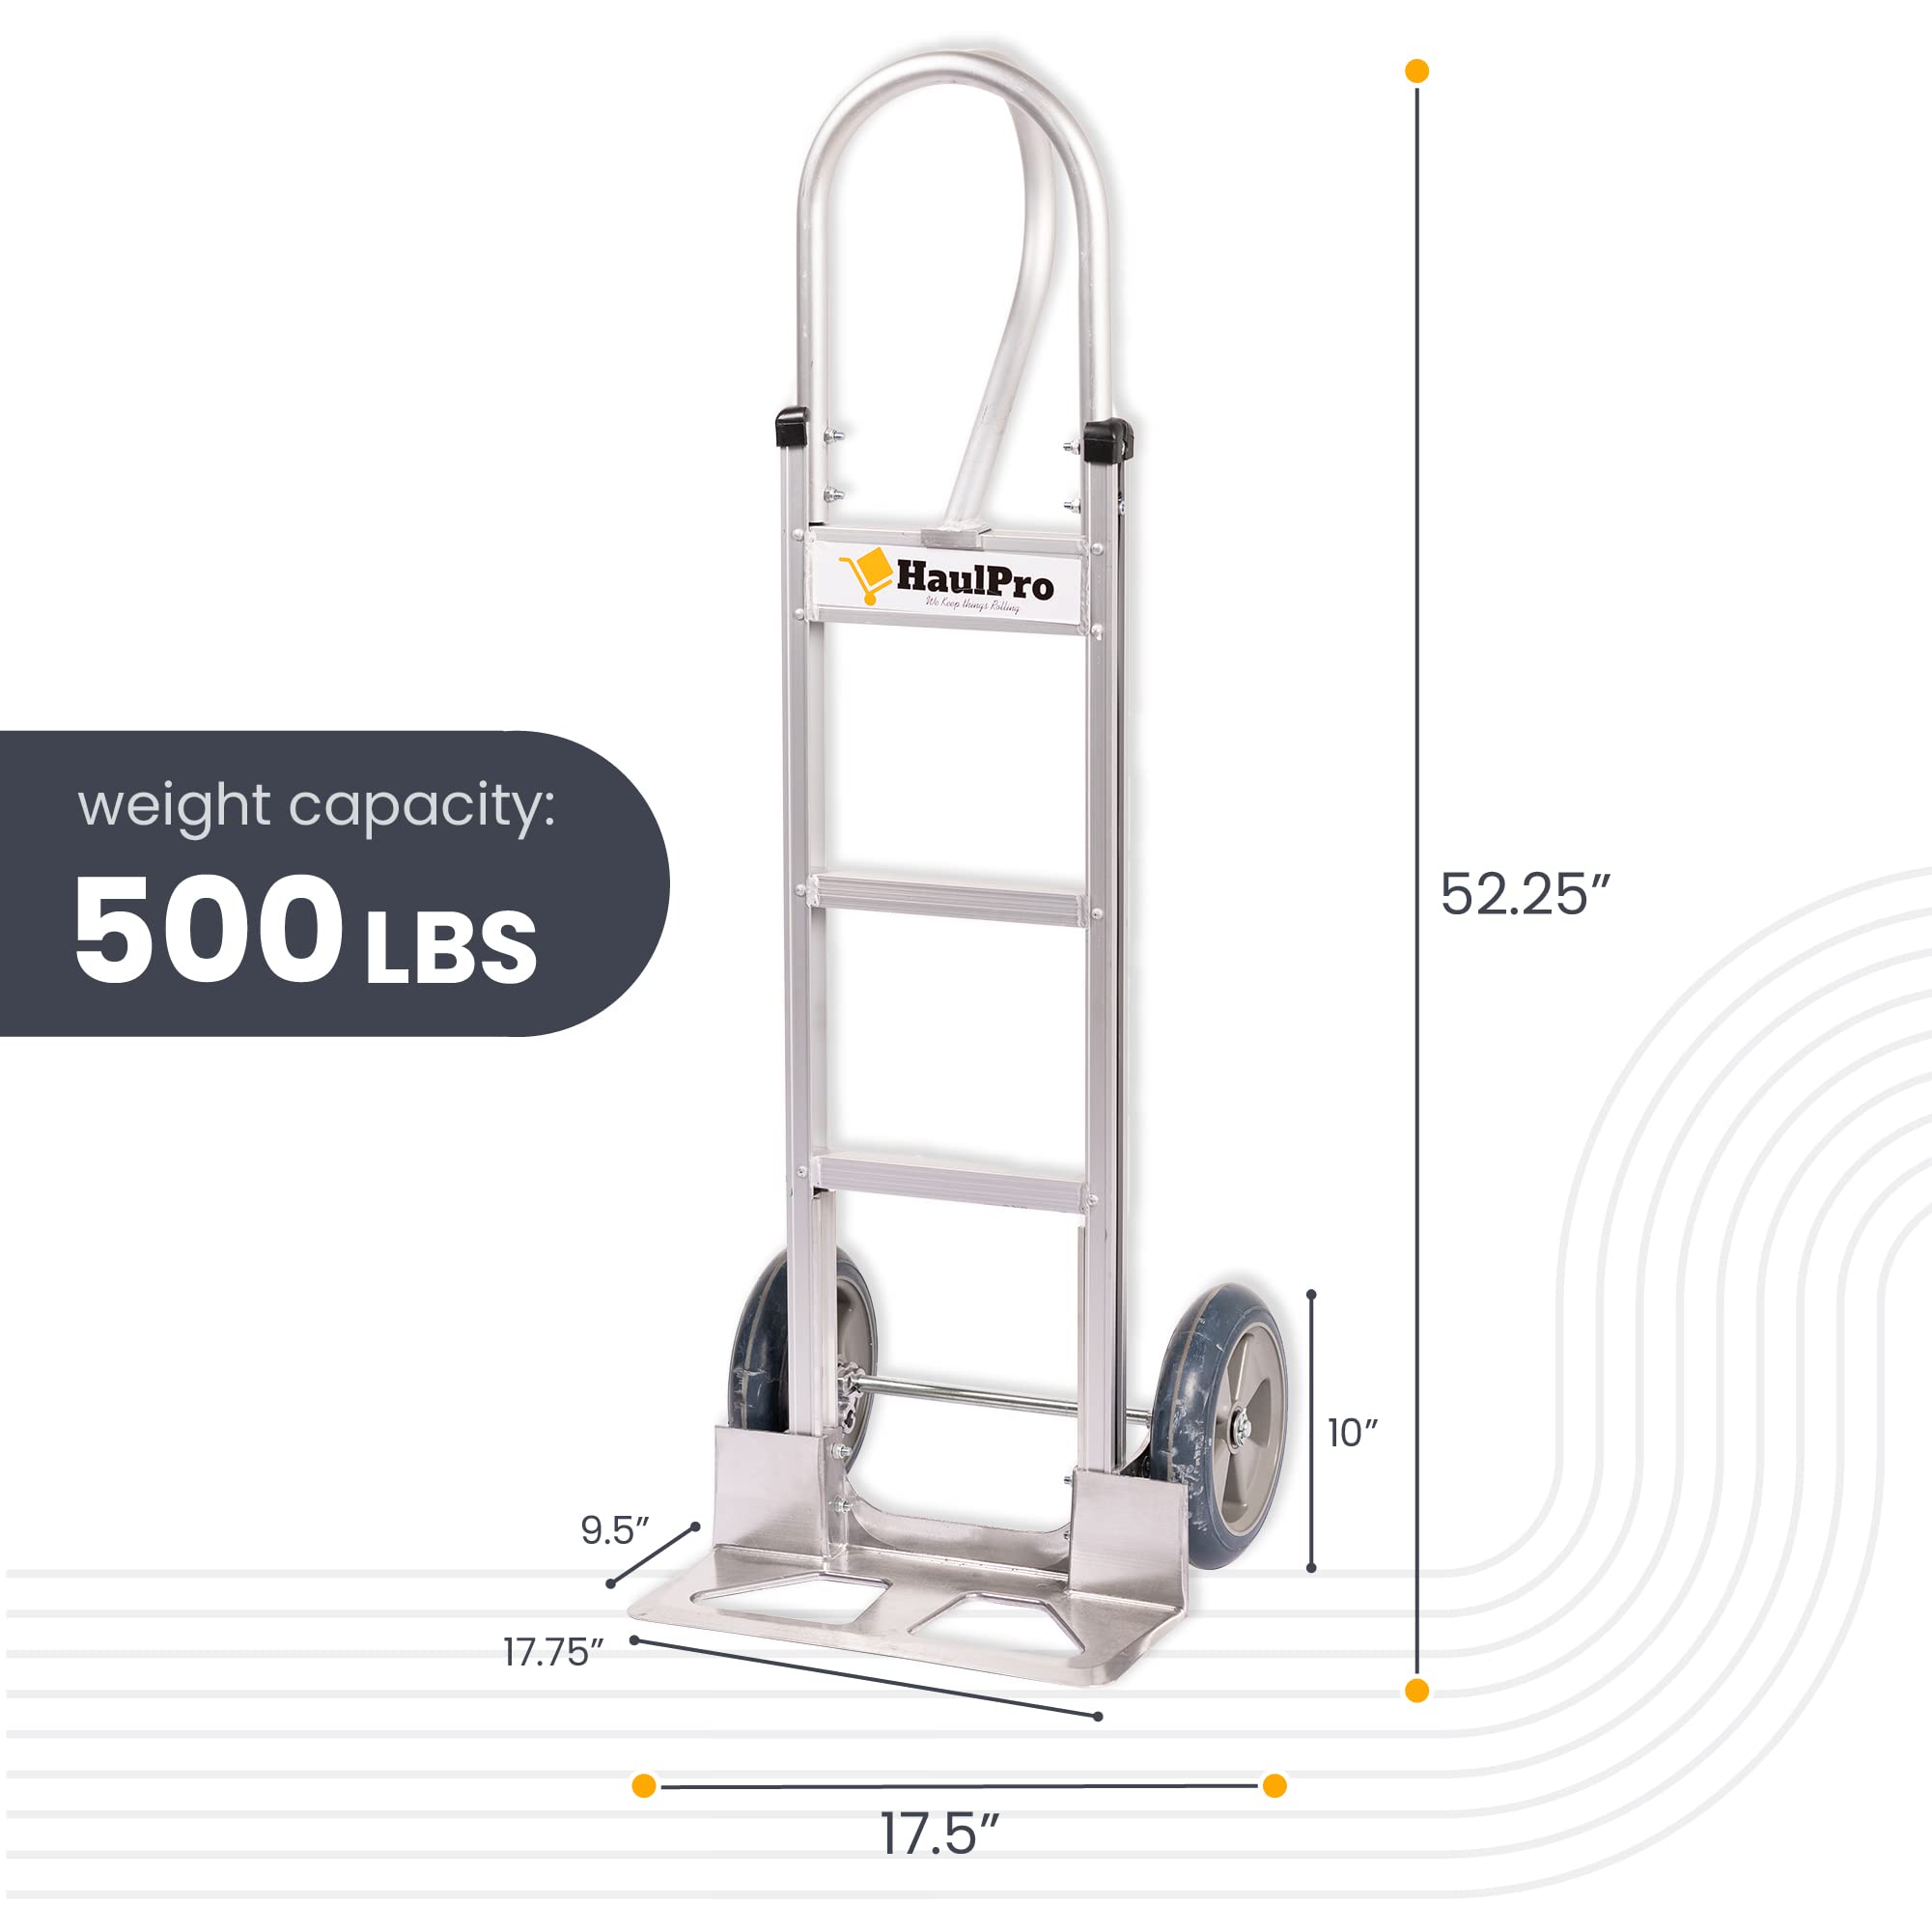 HaulPro
We Keep things Rolling
weight capacity:
500 LBS
52.25”
10”
9.5”
17.75”
17.5”